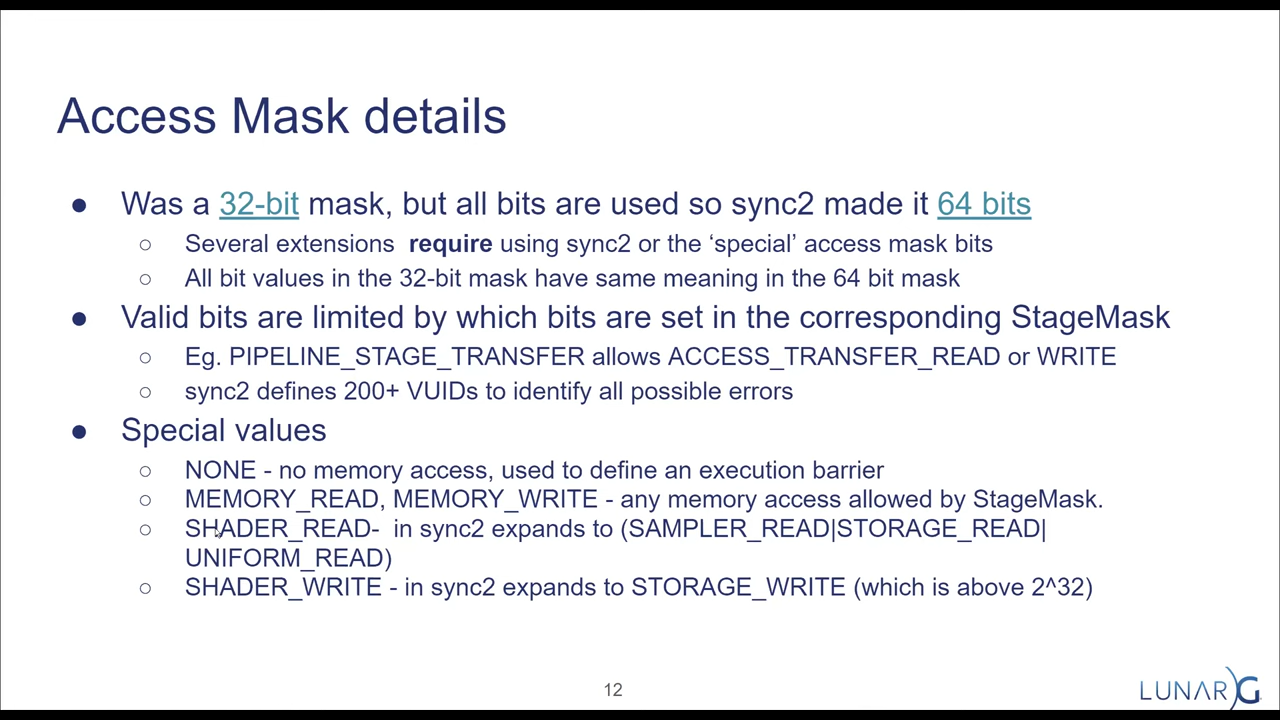 Access Mask details
● Was a 32-bit mask, but all bits are used so sync2 made it 64 bits
○ Several extensions require using sync2 or the ‘special’ access mask bits
○ All bit values in the 32-bit mask have same meaning in the 64 bit mask
● Valid bits are limited by which bits are set in the corresponding StageMask
○ Eg. PIPELINE_STAGE_TRANSFER allows ACCESS_TRANSFER_READ or WRITE
○ sync2 defines 200+ VUIDs to identify all possible errors
● Special values
○ NONE - no memory access, used to define an execution barrier
○ MEMORY_READ, MEMORY_WRITE - any memory access allowed by StageMask.
○ SHADER_READ- in sync2 expands to (SAMPLER_READ|STORAGE_READ|
UNIFORM_READ)
○ SHADER_WRITE - in sync2 expands to STORAGE_WRITE (which is above 2^32)
12
LUNAR G